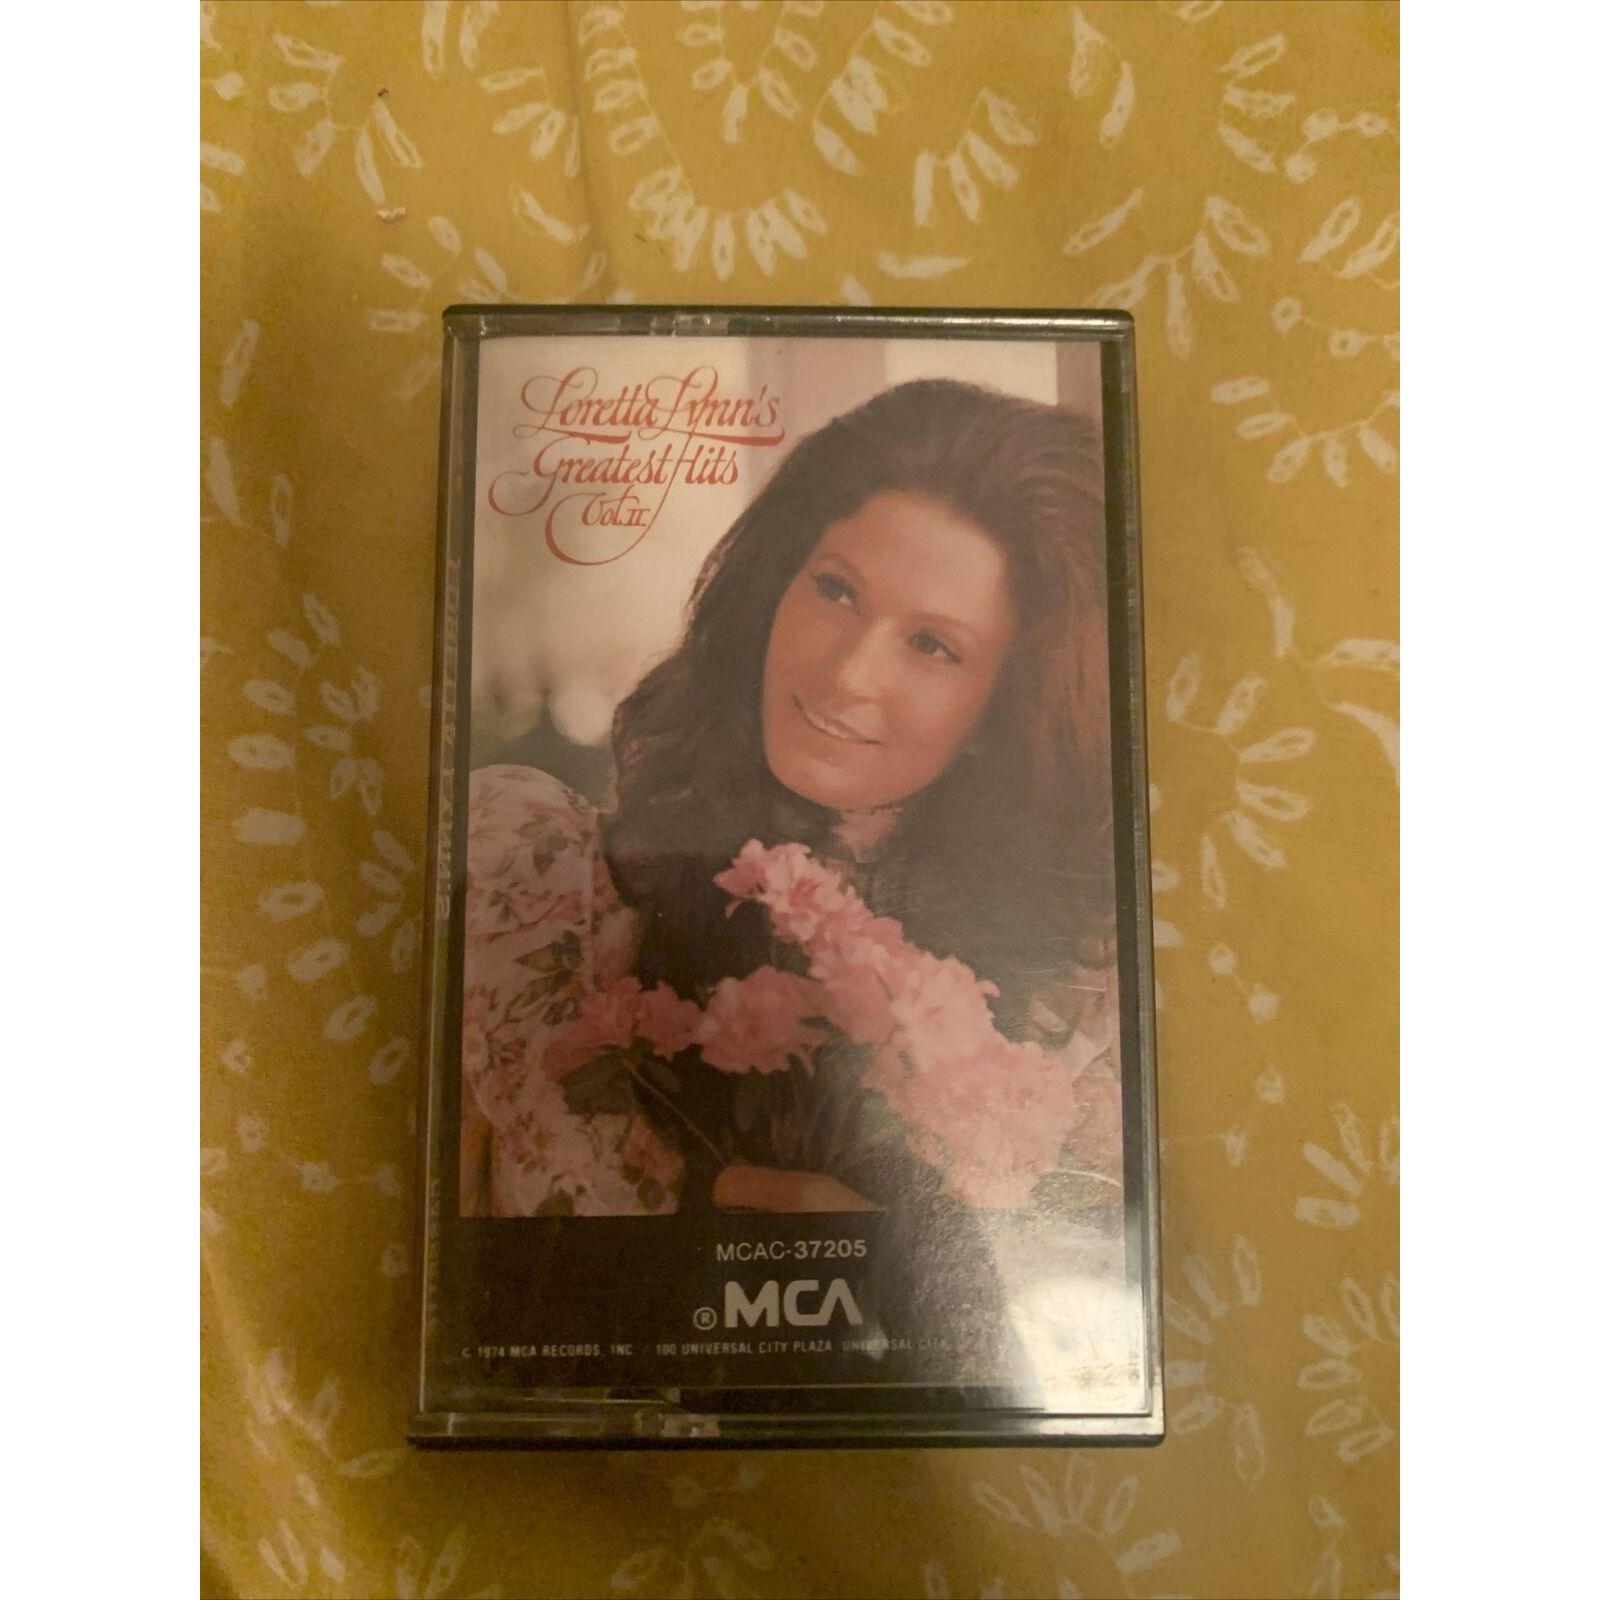 Loretta Lynn's
Greatest Hits
Vol. II
MCAC-37205
® MCA
© 1974 MCA RECORDS, INC / 100 UNIVERSAL CITY PLAZA UNIVERSAL CITY